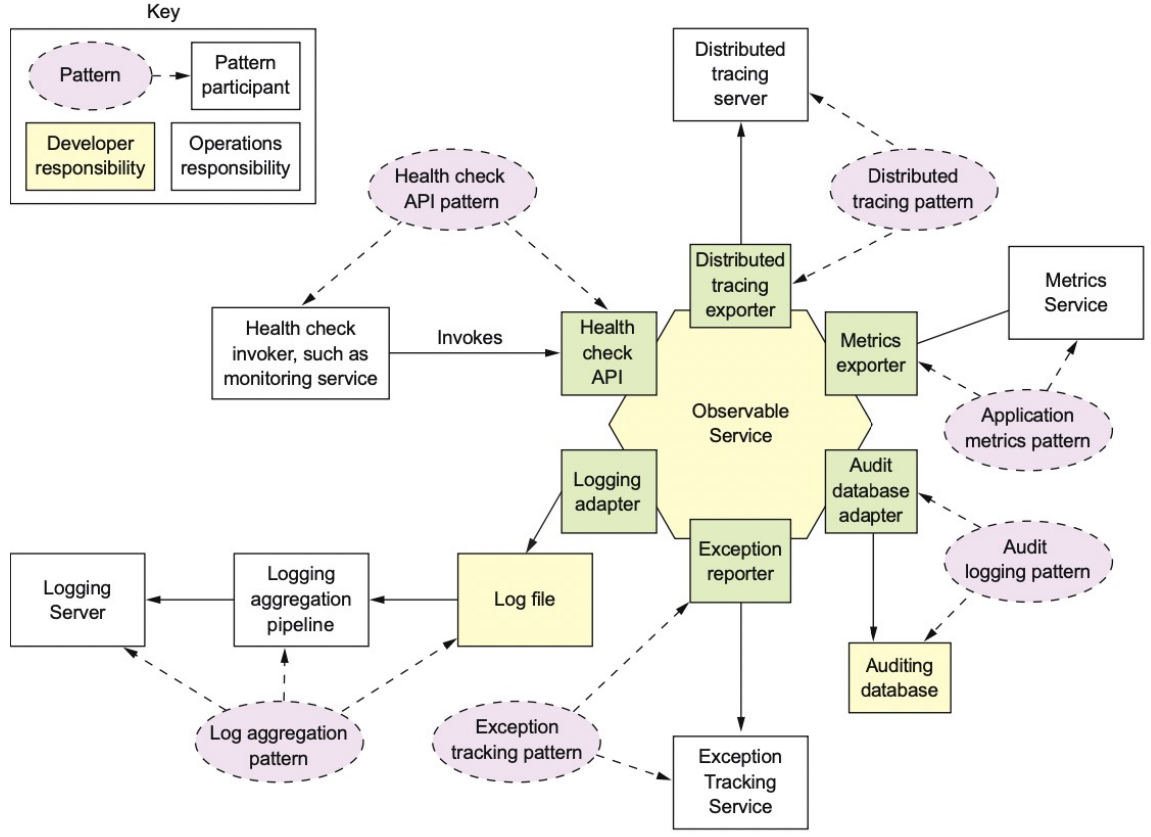 Key
Pattern
Pattern
participant
Developer
responsibility
Operations
responsibility
Distributed
tracing
server
Health check
API pattern
Distributed
tracing pattern
Distributed
tracing
exporter
Metrics
Service
Health check
invoker, such as
monitoring service
Invokes
Health
check
API
Metrics
exporter
Observable
Service
Application
metrics pattern
Logging
adapter
Audit
database
adapter
Exception
reporter
Audit
logging pattern
Logging
Server
Logging
aggregation
pipeline
Log file
Auditing
database
Log aggregation
pattern
Exception
tracking pattern
Exception
Tracking
Service